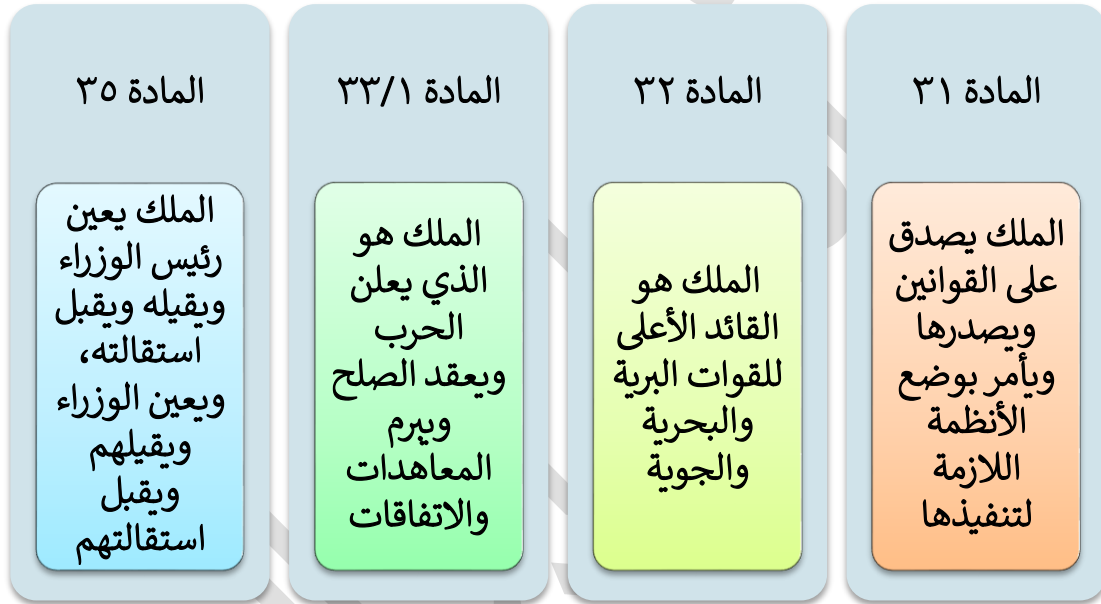 المادة ٣١
الملك يصدق
على القوانين
ويصدرها
ويأمر بوضع
الأنظمة
اللازمة
لتنفيذها
المادة ٣٢
الملك هو
القائد الأعلى
للقوات البرية
والبحرية
والجوية
المادة ٣٣/١
الملك هو
الذي يعلن
الحرب
ويعقد الصلح
ويبرم
المعاهدات
والاتفاقات
المادة ٣٥
الملك يعين
رئيس الوزراء
ويقيله ويقبل
استقالته،
ويعين الوزراء
ويقيلهم
ويقبل
استقالتهم